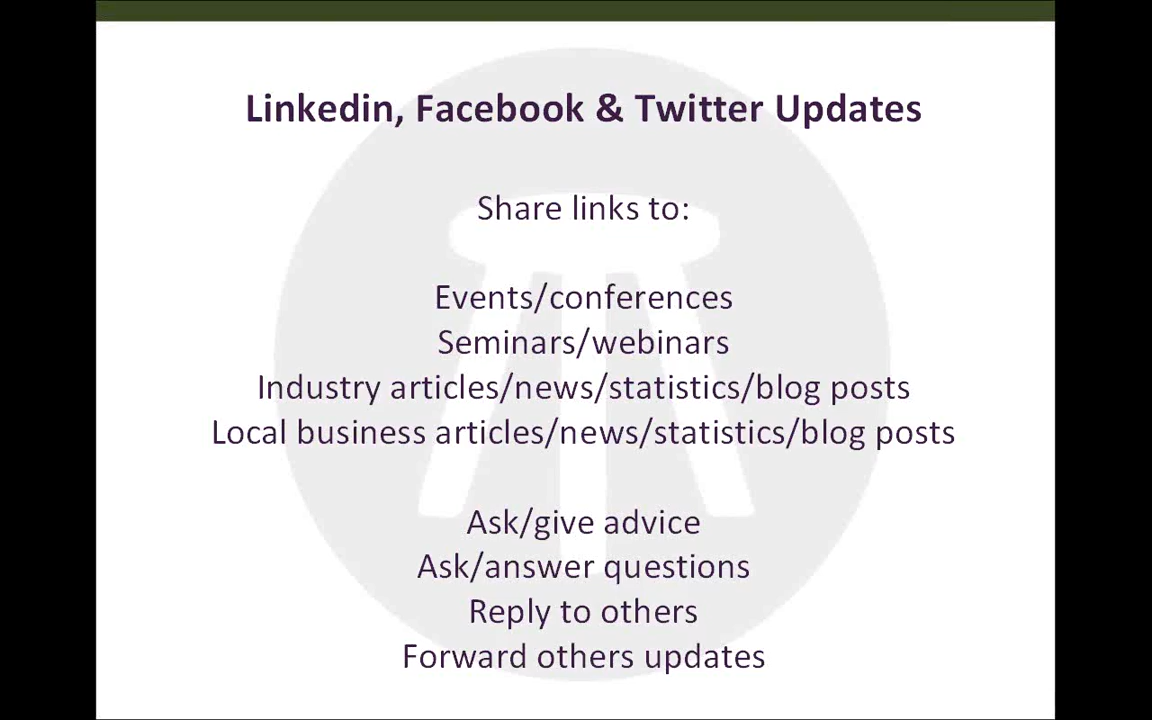 Linkedin, Facebook & Twitter Updates
Share links to:
Events/conferences
Seminars/webinars
Industry articles/news/statistics/blog posts
Local business articles/news/statistics/blog posts
Ask/give advice
Ask/answer questions
Reply to others
Forward others updates